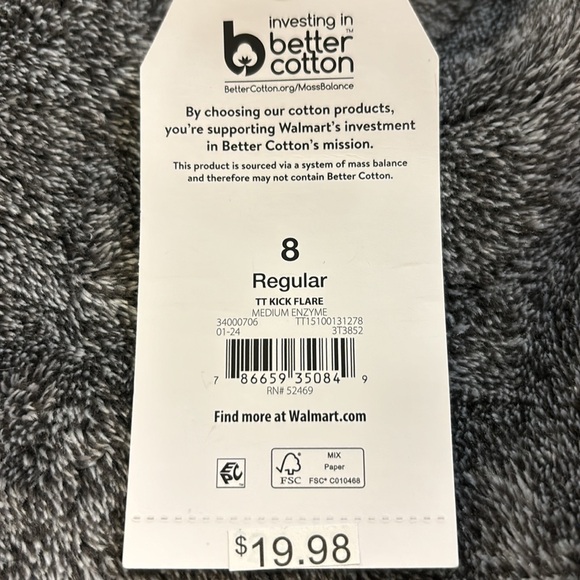 investing in
better™
cotton
BetterCotton.org/MassBalance
By choosing our cotton products,
you're supporting Walmart's investment
in Better Cotton's mission.
This product is sourced via a system of mass balance
and therefore may not contain Better Cotton.
8
Regular
TT KICK FLARE
MEDIUM ENZYME
34000706 TT15100131278
01-24 3T3852
7 86659 35084 9
RN# 52469
Find more at Walmart.com
MIX
Paper
FSC FSC® C010468
$19.98